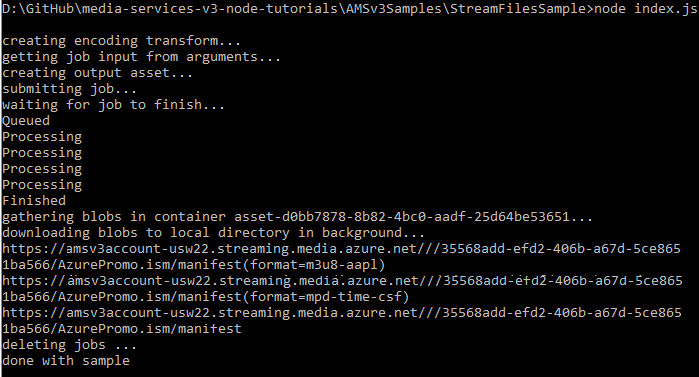 D:\GitHub\media-services-v3-node-tutorials\AMSv3Samples\StreamFilesSample>node index.js
creating encoding transform...
getting job input from arguments...
creating output asset...
submitting job...
waiting for job to finish...
Queued
Processing
Processing
Processing
Processing
Finished
gathering blobs in container asset-d0bb7878-8b82-4bc0-aadf-25d64be53651...
downloading blobs to local directory in background...
https://amsv3account-usw22.streaming.media.azure.net///35568add-efd2-406b-a67d-5ce865
1ba566/AzurePromo.ism/manifest(format=m3u8-aapl)
https://amsv3account-usw22.streaming.media.azure.net///35568add-efd2-406b-a67d-5ce865
1ba566/AzurePromo.ism/manifest(format=mpd-time-csf)
https://amsv3account-usw22.streaming.media.azure.net///35568add-efd2-406b-a67d-5ce865
1ba566/AzurePromo.ism/manifest
deleting jobs ...
done with sample